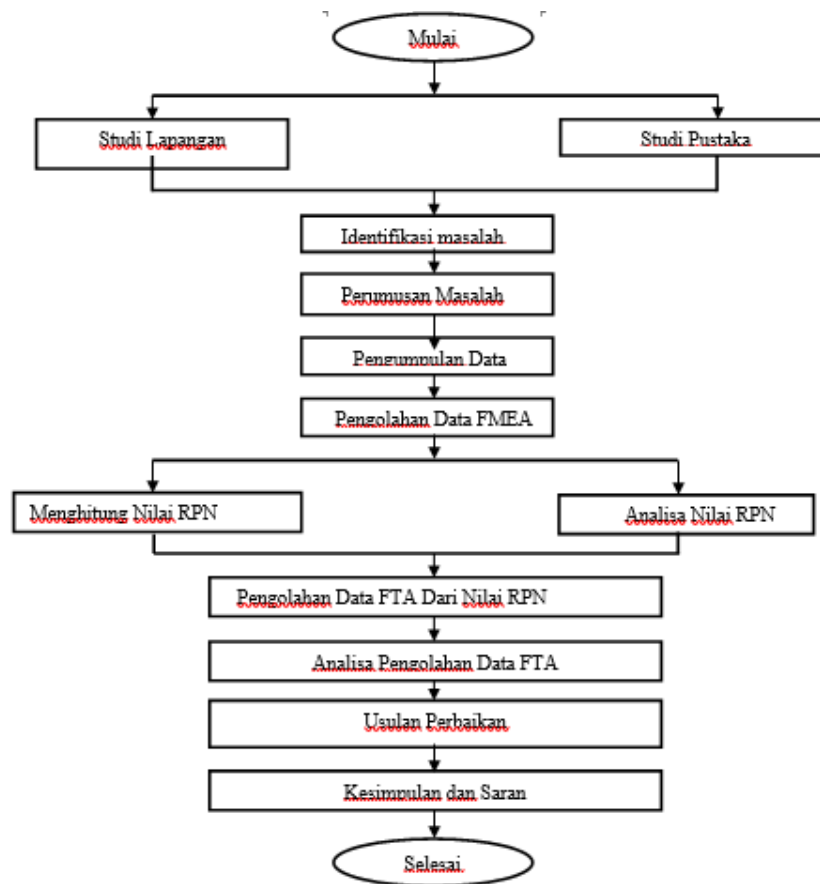 Mulai
Studi Lapangan
Studi Pustaka
Identifikasi masalah
Perumusan Masalah
Pengumpulan Data
Pengolahan Data FMEA
Menghitung Nilai RPN
Analisa Nilai RPN
Pengolahan Data FTA Dari Nilai RPN
Analisa Pengolahan Data FTA
Usulan Perbaikan
Kesimpulan dan Saran
Selesai